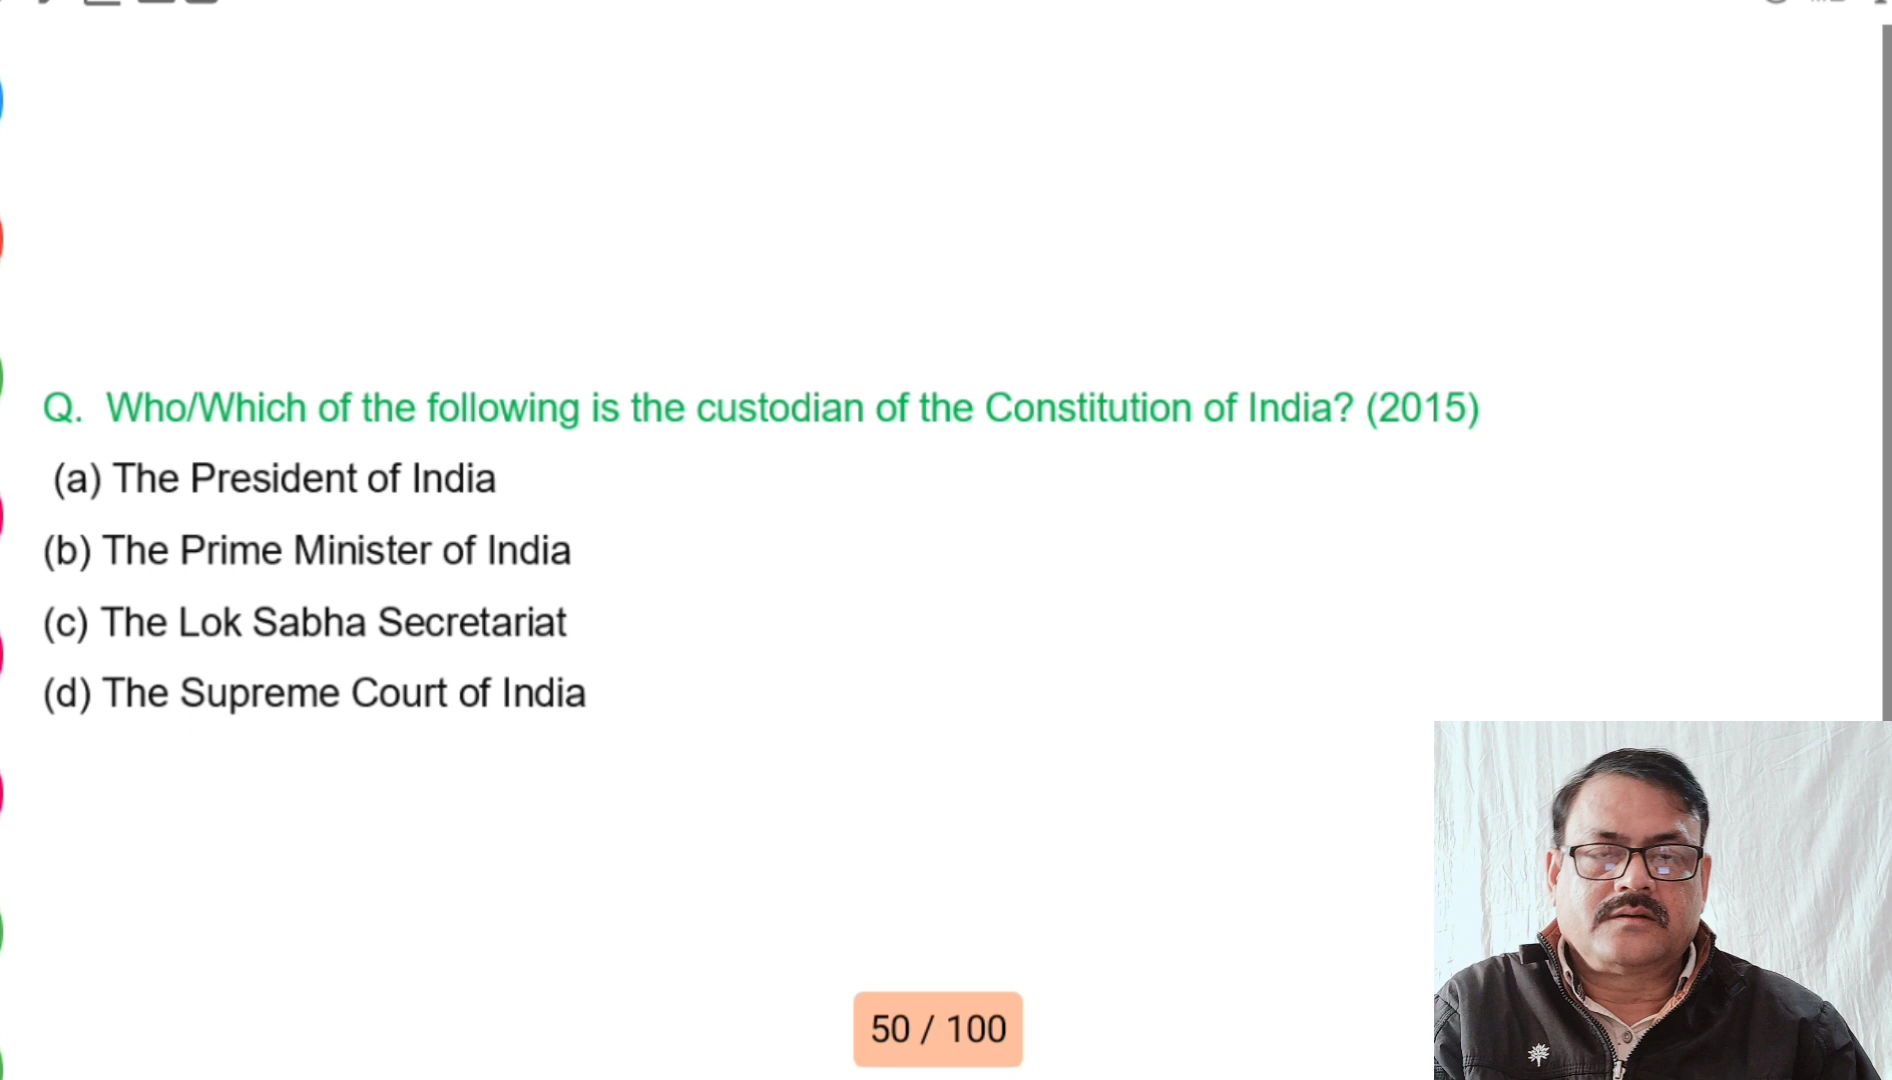 Q. Who/Which of the following is the custodian of the Constitution of India? (2015)
(a) The President of India
(b) The Prime Minister of India
(c) The Lok Sabha Secretariat
(d) The Supreme Court of India
50 / 100